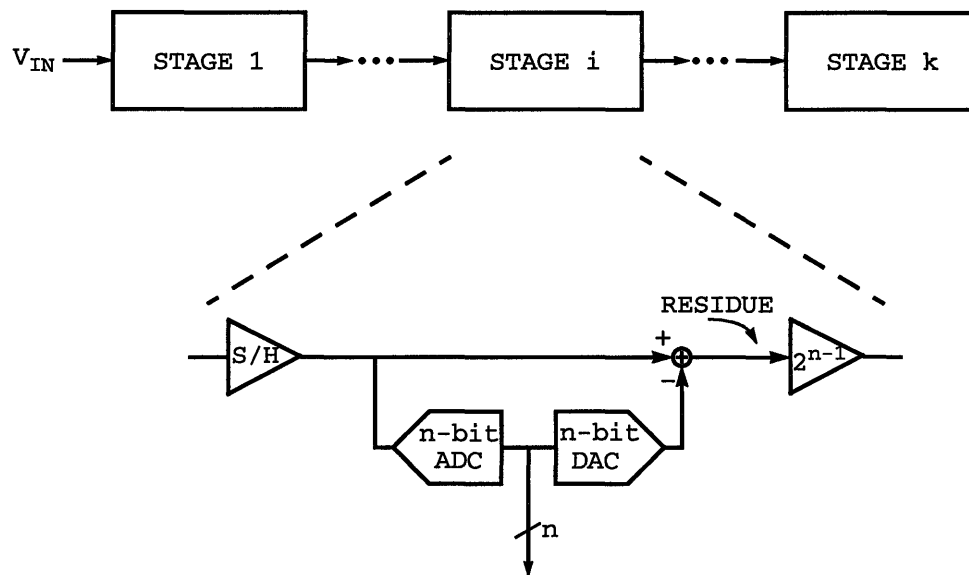 V_IN
STAGE 1
STAGE i
STAGE k
RESIDUE
S/H
+
−
2^{n-1}
n-bit
ADC
n-bit
DAC
n